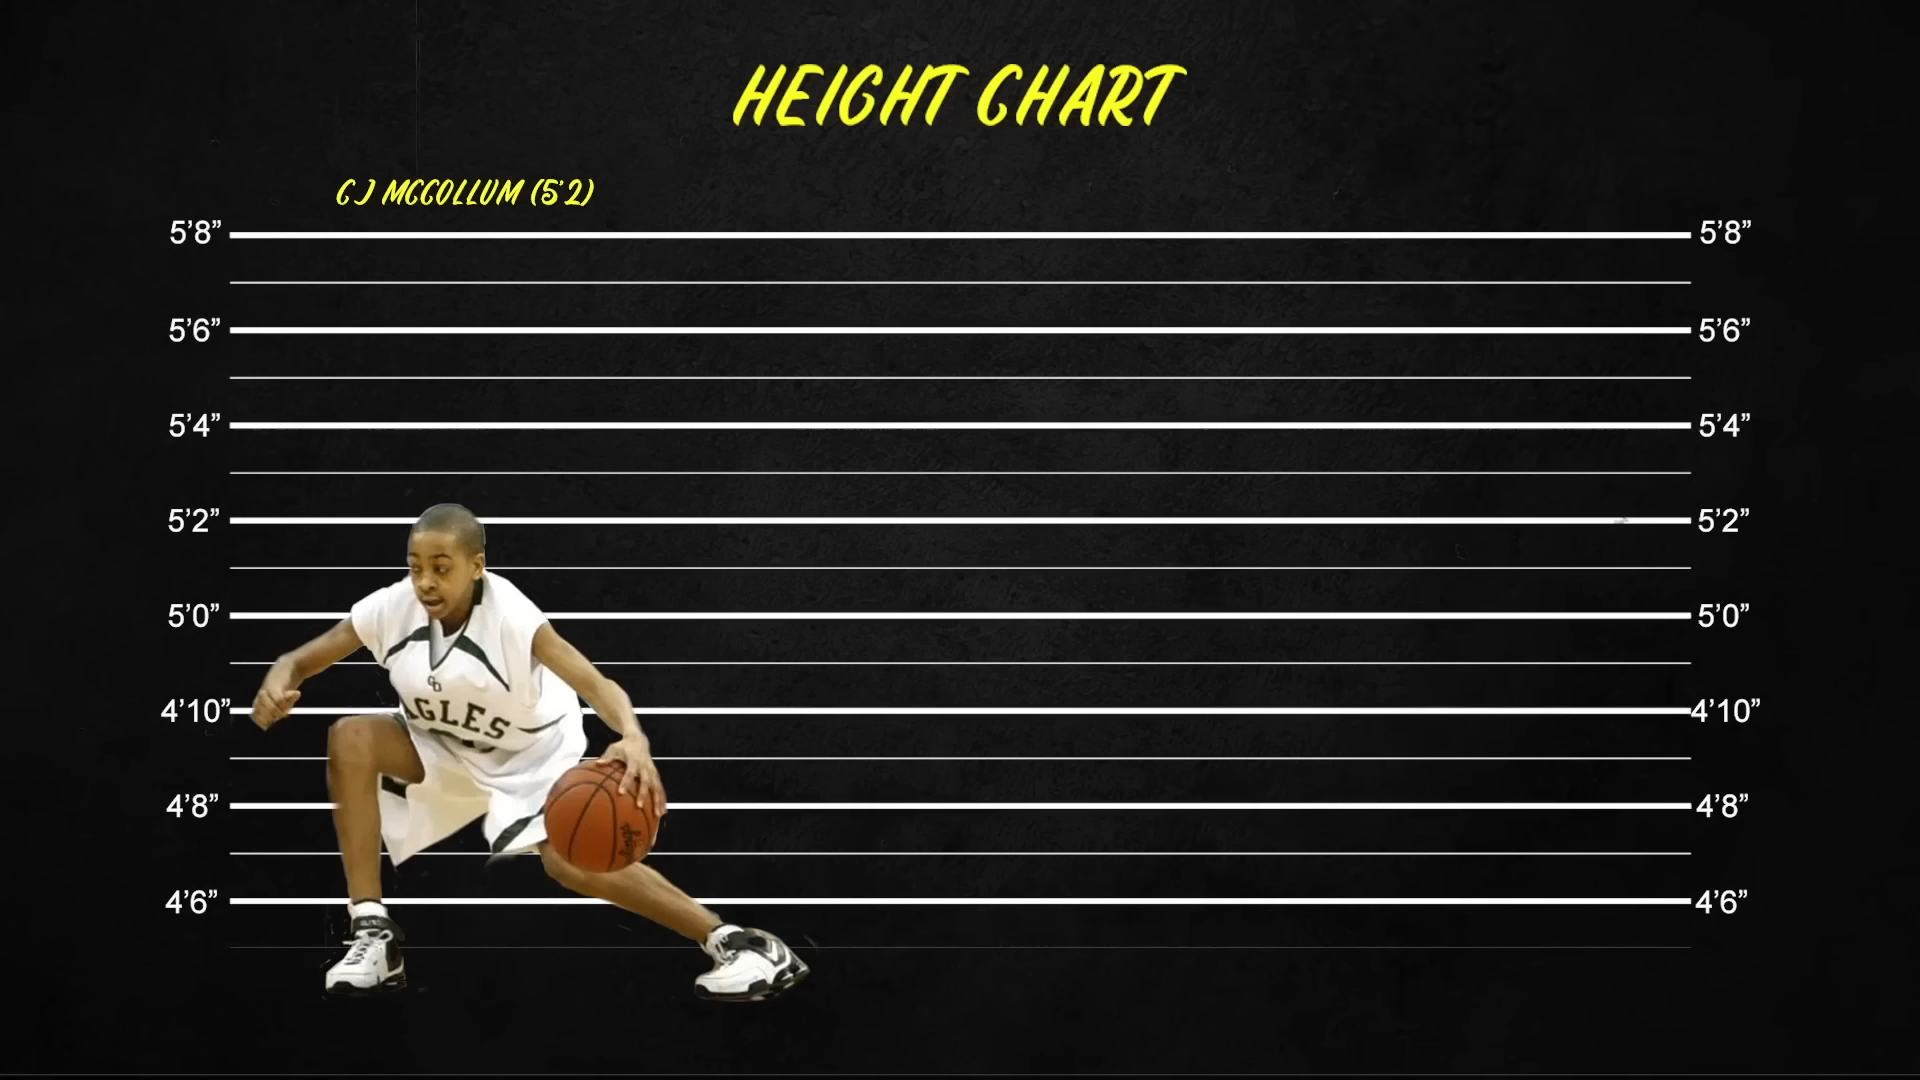 HEIGHT CHART
CJ MCCOLLUM (5'2)
5'8" 5'8"
5'6" 5'6"
5'4" 5'4"
5'2" 5'2"
5'0" 5'0"
GO
4'10" 4'10"
AGLES
4'8" 4'8"
4'6" 4'6"